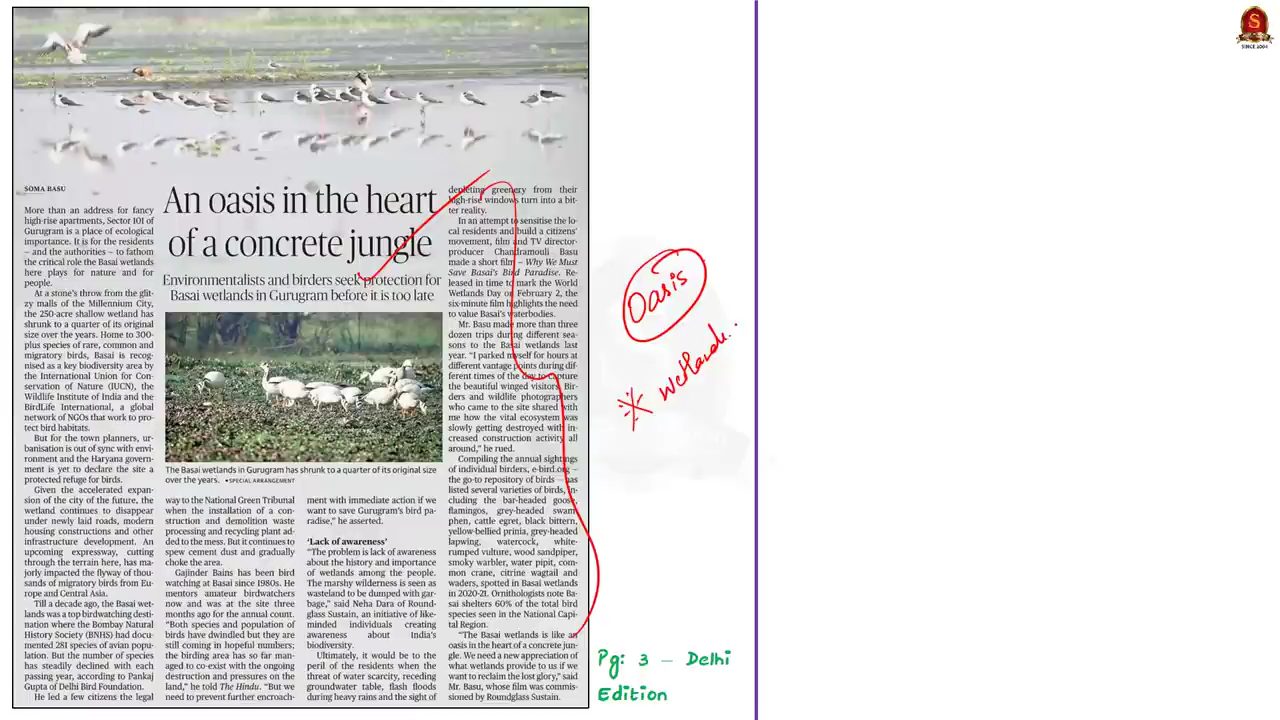 SOMA BASU
More than an address for fancy
high-rise apartments, Sector 101 of
Gurugram is a place of ecological
importance. It is for the residents
– and the authorities – to fathom
the critical role the Basai wetlands
here plays for nature and for
people.
At a stone's throw from the glit-
zy malls of the Millennium City,
the 250-acre shallow wetland has
shrunk to a quarter of its original
size over the years. Home to 300-
plus species of rare, common and
migratory birds, Basai is recog-
nised as a key biodiversity area by
the International Union for Con-
servation of Nature (IUCN), the
Wildlife Institute of India and the
BirdLife International, a global
network of NGOs that work to pro-
tect bird habitats.
But for the town planners, ur-
banisation is out of sync with envi-
ronment and the Haryana govern-
ment is yet to declare the site a
protected refuge for birds.
Given the accelerated expan-
sion of the city of the future, the
wetland continues to disappear
under newly laid roads, modern
housing constructions and other
infrastructure development. An
upcoming expressway, cutting
through the terrain here, has ma-
jorly impacted the flyway of thou-
sands of migratory birds from Eu-
rope and Central Asia.
Till a decade ago, the Basai wet-
lands was a top birdwatching desti-
nation where the Bombay Natural
History Society (BNHS) had docu-
mented 281 species of avian popu-
lation. But the number of species
has steadily declined with each
passing year, according to Pankaj
Gupta of Delhi Bird Foundation.
He led a few citizens the legal
An oasis in the heart
of a concrete jungle
Environmentalists and birders seek protection for
Basai wetlands in Gurugram before it is too late
The Basai wetlands in Gurugram has shrunk to a quarter of its original size
over the years. •SPECIAL ARRANGEMENT
way to the National Green Tribunal
when the installation of a con-
struction and demolition waste
processing and recycling plant ad-
ded to the mess. But it continues to
spew cement dust and gradually
choke the area.
Gajinder Bains has been bird
watching at Basai since 1980s. He
mentors amateur birdwatchers
now and was at the site three
months ago for the annual count.
“Both species and population of
birds have dwindled but they are
still coming in hopeful numbers;
the birding area has so far man-
aged to co-exist with the ongoing
destruction and pressures on the
land,” he told The Hindu. “But we
need to prevent further encroach-
ment with immediate action if we
want to save Gurugram's bird pa-
radise,” he asserted.
‘Lack of awareness’
“The problem is lack of awareness
about the history and importance
of wetlands among the people.
The marshy wilderness is seen as
wasteland to be dumped with gar-
bage,” said Neha Dara of Round-
glass Sustain, an initiative of like-
minded individuals creating
awareness about India's
biodiversity.
Ultimately, it would be to the
peril of the residents when the
threat of water scarcity, receding
groundwater table, flash floods
during heavy rains and the sight of
depleting greenery from their
high-rise windows turn into a bit-
ter reality.
In an attempt to sensitise the lo-
cal residents and build a citizens'
movement, film and TV director-
producer Chandramouli Basu
made a short film – Why We Must
Save Basai's Bird Paradise. Re-
leased in time to mark the World
Wetlands Day on February 2, the
six-minute film highlights the need
to value Basai's waterbodies.
Mr. Basu made more than three
dozen trips during different sea-
sons to the Basai wetlands last
year. “I parked myself for hours at
different vantage points during dif-
ferent times of the day to capture
the beautiful winged visitors. Bir-
ders and wildlife photographers
who came to the site shared with
me how the vital ecosystem was
slowly getting destroyed with in-
creased construction activity all
around,” he rued.
Compiling the annual sightings
of individual birders, e-bird.org –
the go-to repository of birds – has
listed several varieties of birds, in-
cluding the bar-headed goose,
flamingos, grey-headed swam-
phen, cattle egret, black bittern,
yellow-bellied prinia, grey-headed
lapwing, watercock, white-
rumped vulture, wood sandpiper,
smoky warbler, water pipit, com-
mon crane, citrine wagtail and
waders, spotted in Basai wetlands
in 2020-21. Ornithologists note Ba-
sai shelters 60% of the total bird
species seen in the National Capi-
tal Region.
“The Basai wetlands is like an
oasis in the heart of a concrete jun-
gle. We need a new appreciation of
what wetlands provide to us if we
want to reclaim the lost glory,” said
Mr. Basu, whose film was commis-
sioned by Roundglass Sustain.
Oasis
* Wetlands..
Pg: 3 – Delhi
Edition
S
SINCE 2004